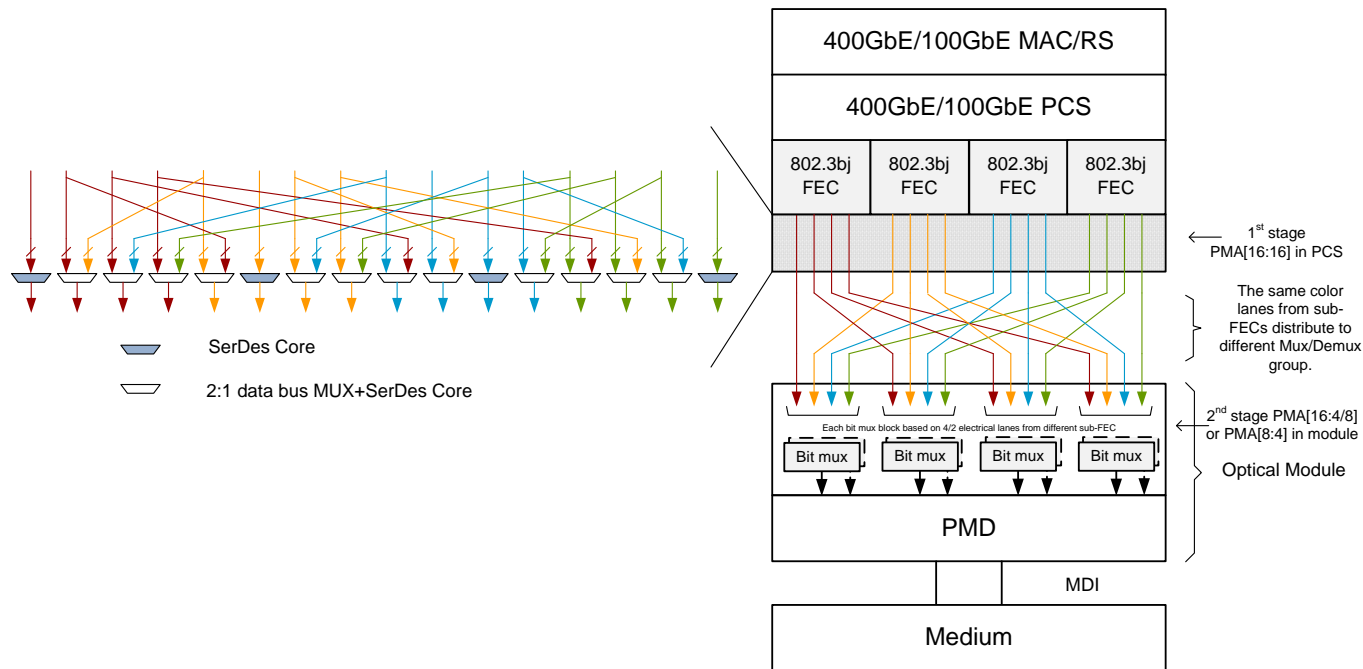 400GbE/100GbE MAC/RS
400GbE/100GbE PCS
802.3bj
FEC
802.3bj
FEC
802.3bj
FEC
802.3bj
FEC
1st stage
PMA[16:16] in PCS
The same color
lanes from sub-
FECs distribute to
different Mux/Demux
group.
SerDes Core
2:1 data bus MUX+SerDes Core
Each bit mux block based on 4/2 electrical lanes from different sub-FEC
2nd stage PMA[16:4/8]
or PMA[8:4] in module
Bit mux
Bit mux
Bit mux
Bit mux
Optical Module
PMD
MDI
Medium